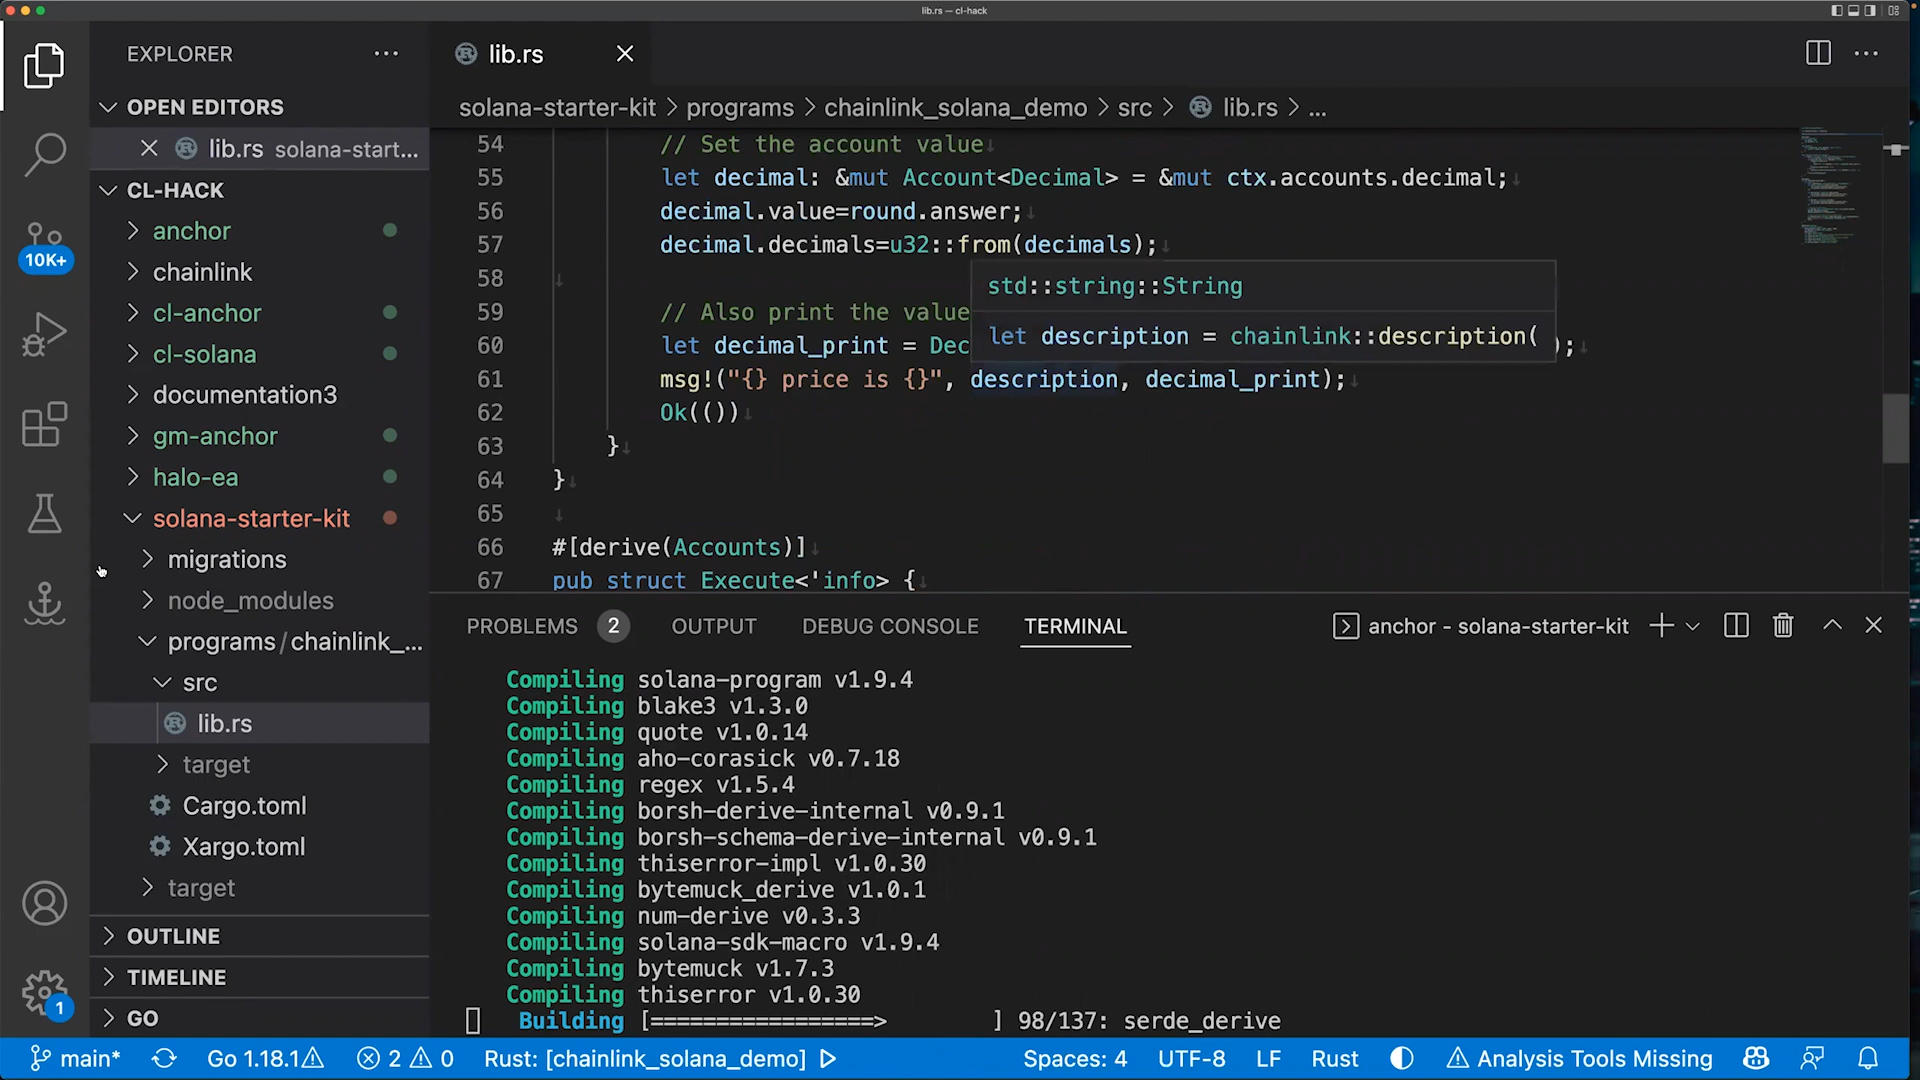 lib.rs — cl-hack
EXPLORER
OPEN EDITORS
lib.rs solana-start...
CL-HACK
anchor
chainlink
cl-anchor
cl-solana
documentation3
gm-anchor
halo-ea
solana-starter-kit
migrations
node_modules
programs / chainlink_...
src
lib.rs
target
Cargo.toml
Xargo.toml
target
OUTLINE
TIMELINE
GO
10K+
1
lib.rs
solana-starter-kit > programs > chainlink_solana_demo > src > lib.rs > ...
54 // Set the account value
55 let decimal: &mut Account<Decimal> = &mut ctx.accounts.decimal;
56 decimal.value=round.answer;
57 decimal.decimals=u32::from(decimals);
58
std::string::String
59 // Also print the value
let description = chainlink::description(
60 let decimal_print = Dec );
61 msg!("{} price is {}", description, decimal_print);
62 Ok(())
63 }
64 }
65
66 #[derive(Accounts)]
67 pub struct Execute<'info> {
PROBLEMS 2 OUTPUT DEBUG CONSOLE TERMINAL anchor - solana-starter-kit
Compiling solana-program v1.9.4
Compiling blake3 v1.3.0
Compiling quote v1.0.14
Compiling aho-corasick v0.7.18
Compiling regex v1.5.4
Compiling borsh-derive-internal v0.9.1
Compiling borsh-schema-derive-internal v0.9.1
Compiling thiserror-impl v1.0.30
Compiling bytemuck_derive v1.0.1
Compiling num-derive v0.3.3
Compiling solana-sdk-macro v1.9.4
Compiling bytemuck v1.7.3
Compiling thiserror v1.0.30
Building [=================> ] 98/137: serde_derive
main* Go 1.18.1 2 0 Rust: [chainlink_solana_demo] Spaces: 4 UTF-8 LF Rust Analysis Tools Missing